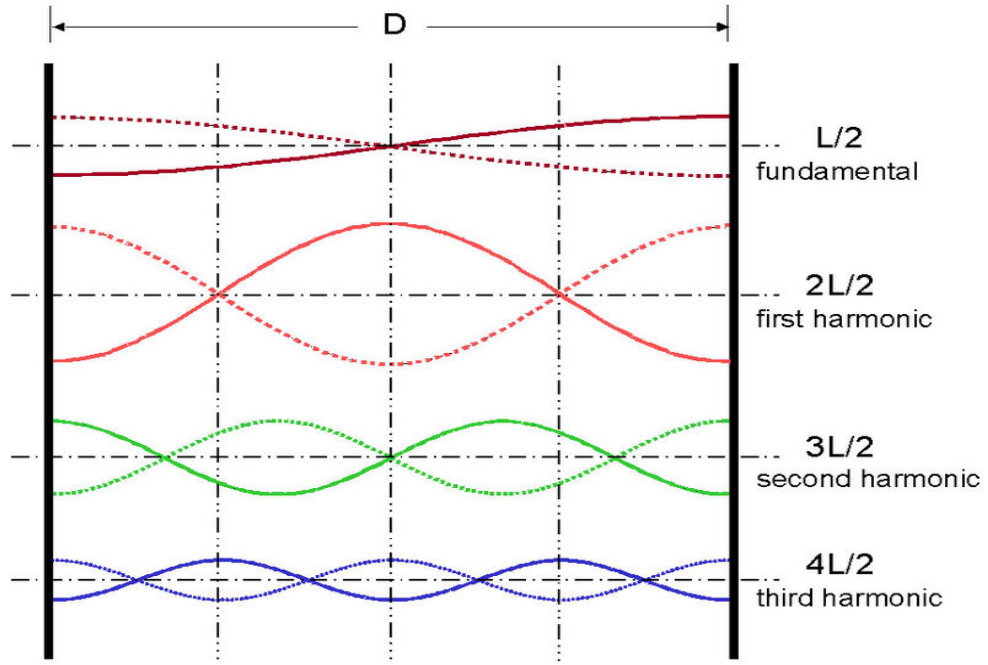 D
L/2
fundamental
2L/2
first harmonic
3L/2
second harmonic
4L/2
third harmonic